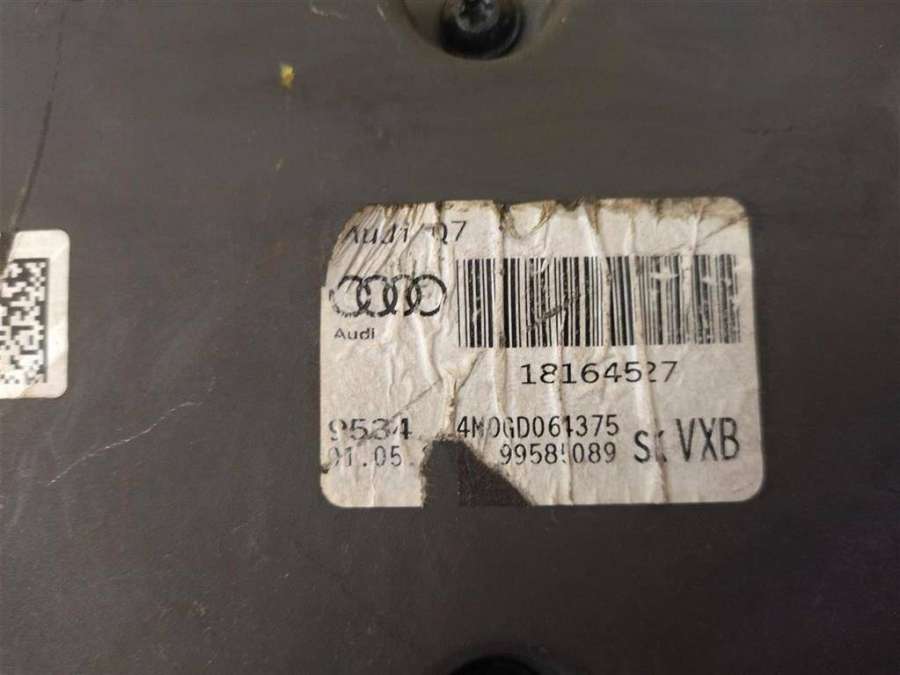 Audi Q7
Audi
18164527
9534 4M0GD064375
01.05. 99585089 VXB